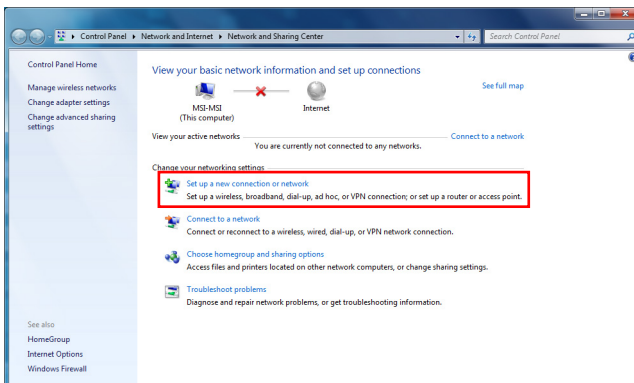 Control Panel ▸ Network and Internet ▸ Network and Sharing Center
Search Control Panel
Control Panel Home
Manage wireless networks
Change adapter settings
Change advanced sharing
settings
See also
HomeGroup
Internet Options
Windows Firewall
View your basic network information and set up connections
See full map
MSI-MSI
(This computer)
Internet
View your active networks
Connect to a network
You are currently not connected to any networks.
Change your networking settings
Set up a new connection or network
Set up a wireless, broadband, dial-up, ad hoc, or VPN connection; or set up a router or access point.
Connect to a network
Connect or reconnect to a wireless, wired, dial-up, or VPN network connection.
Choose homegroup and sharing options
Access files and printers located on other network computers, or change sharing settings.
Troubleshoot problems
Diagnose and repair network problems, or get troubleshooting information.